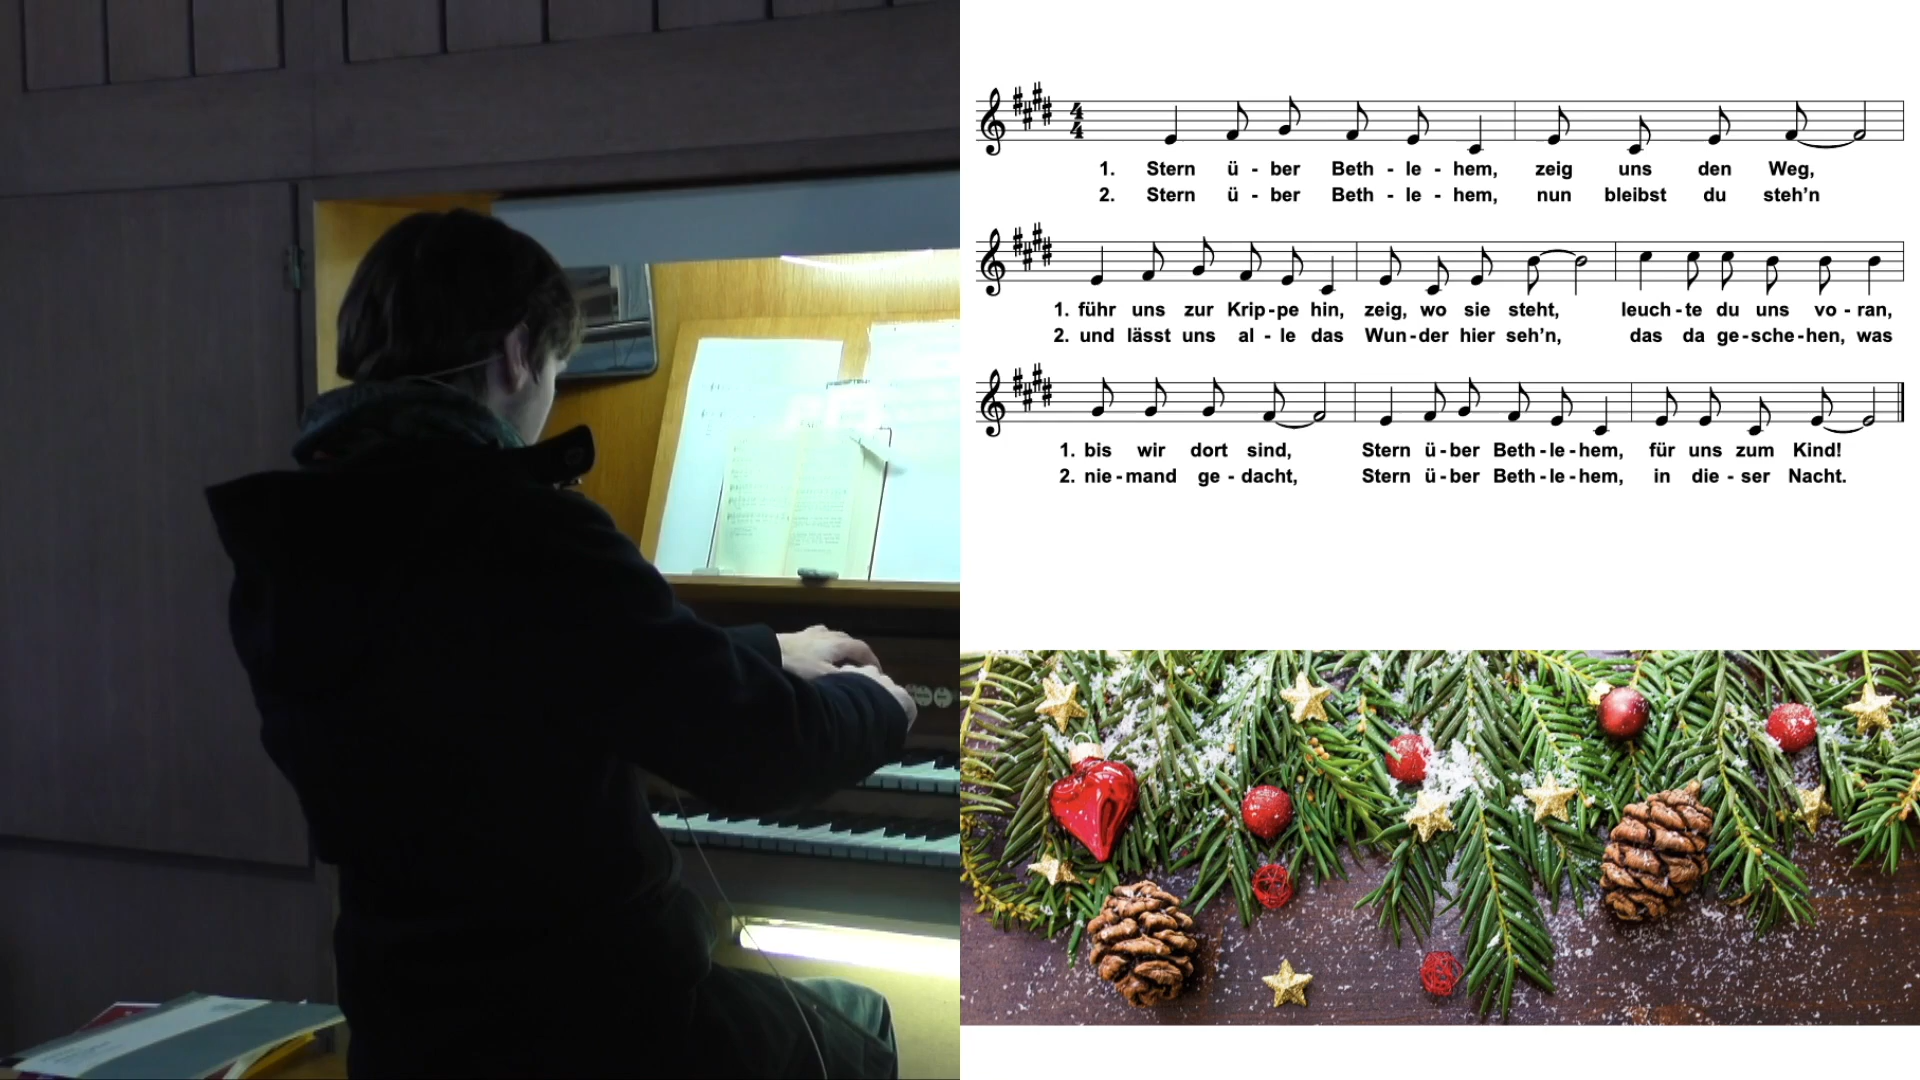 4
4
1. Stern ü - ber Beth - le - hem, zeig uns den Weg,
2. Stern ü - ber Beth - le - hem, nun bleibst du steh’n
1. führ uns zur Krip - pe hin, zeig, wo sie steht, leuch - te du uns vo - ran,
2. und lässt uns al - le das Wun - der hier seh’n, das da ge - sche - hen, was
1. bis wir dort sind, Stern ü - ber Beth - le - hem, für uns zum Kind!
2. nie - mand ge - dacht, Stern ü - ber Beth - le - hem, in die - ser Nacht.